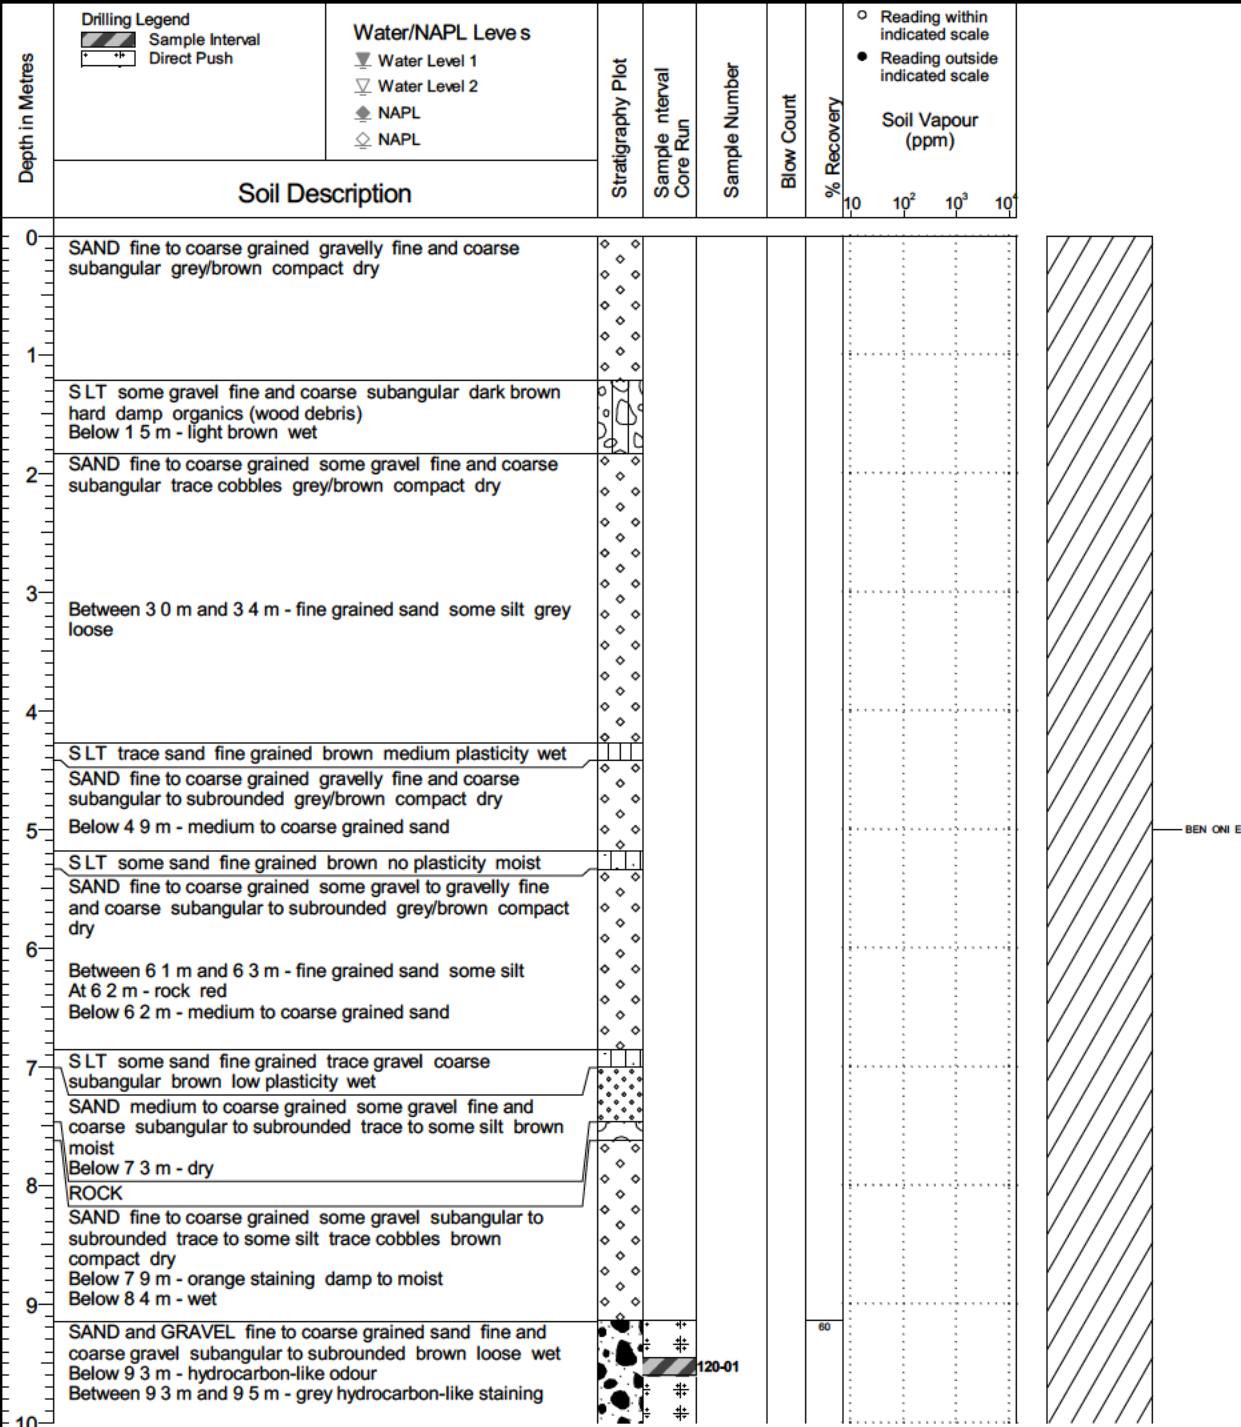 Drilling Legend
Sample Interval
Direct Push
Water/NAPL Leve s
Water Level 1
Water Level 2
NAPL
NAPL
Reading within
indicated scale
Reading outside
indicated scale
Soil Vapour
(ppm)
10 10² 10³ 10⁴
Depth in Metres
Soil Description
Stratigraphy Plot
Sample nterval
Core Run
Sample Number
Blow Count
% Recovery
0
SAND fine to coarse grained gravelly fine and coarse
subangular grey/brown compact dry
1
S LT some gravel fine and coarse subangular dark brown
hard damp organics (wood debris)
Below 1 5 m - light brown wet
SAND fine to coarse grained some gravel fine and coarse
2
subangular trace cobbles grey/brown compact dry
3
Between 3 0 m and 3 4 m - fine grained sand some silt grey
loose
4
S LT trace sand fine grained brown medium plasticity wet
SAND fine to coarse grained gravelly fine and coarse
subangular to subrounded grey/brown compact dry
Below 4 9 m - medium to coarse grained sand
5
BEN ONI E
S LT some sand fine grained brown no plasticity moist
SAND fine to coarse grained some gravel to gravelly fine
and coarse subangular to subrounded grey/brown compact
dry
6
Between 6 1 m and 6 3 m - fine grained sand some silt
At 6 2 m - rock red
Below 6 2 m - medium to coarse grained sand
7
S LT some sand fine grained trace gravel coarse
subangular brown low plasticity wet
SAND medium to coarse grained some gravel fine and
coarse subangular to subrounded trace to some silt brown
moist
Below 7 3 m - dry
8
ROCK
SAND fine to coarse grained some gravel subangular to
subrounded trace to some silt trace cobbles brown
compact dry
Below 7 9 m - orange staining damp to moist
Below 8 4 m - wet
9
60
SAND and GRAVEL fine to coarse grained sand fine and
coarse gravel subangular to subrounded brown loose wet
Below 9 3 m - hydrocarbon-like odour
120-01
Between 9 3 m and 9 5 m - grey hydrocarbon-like staining
10